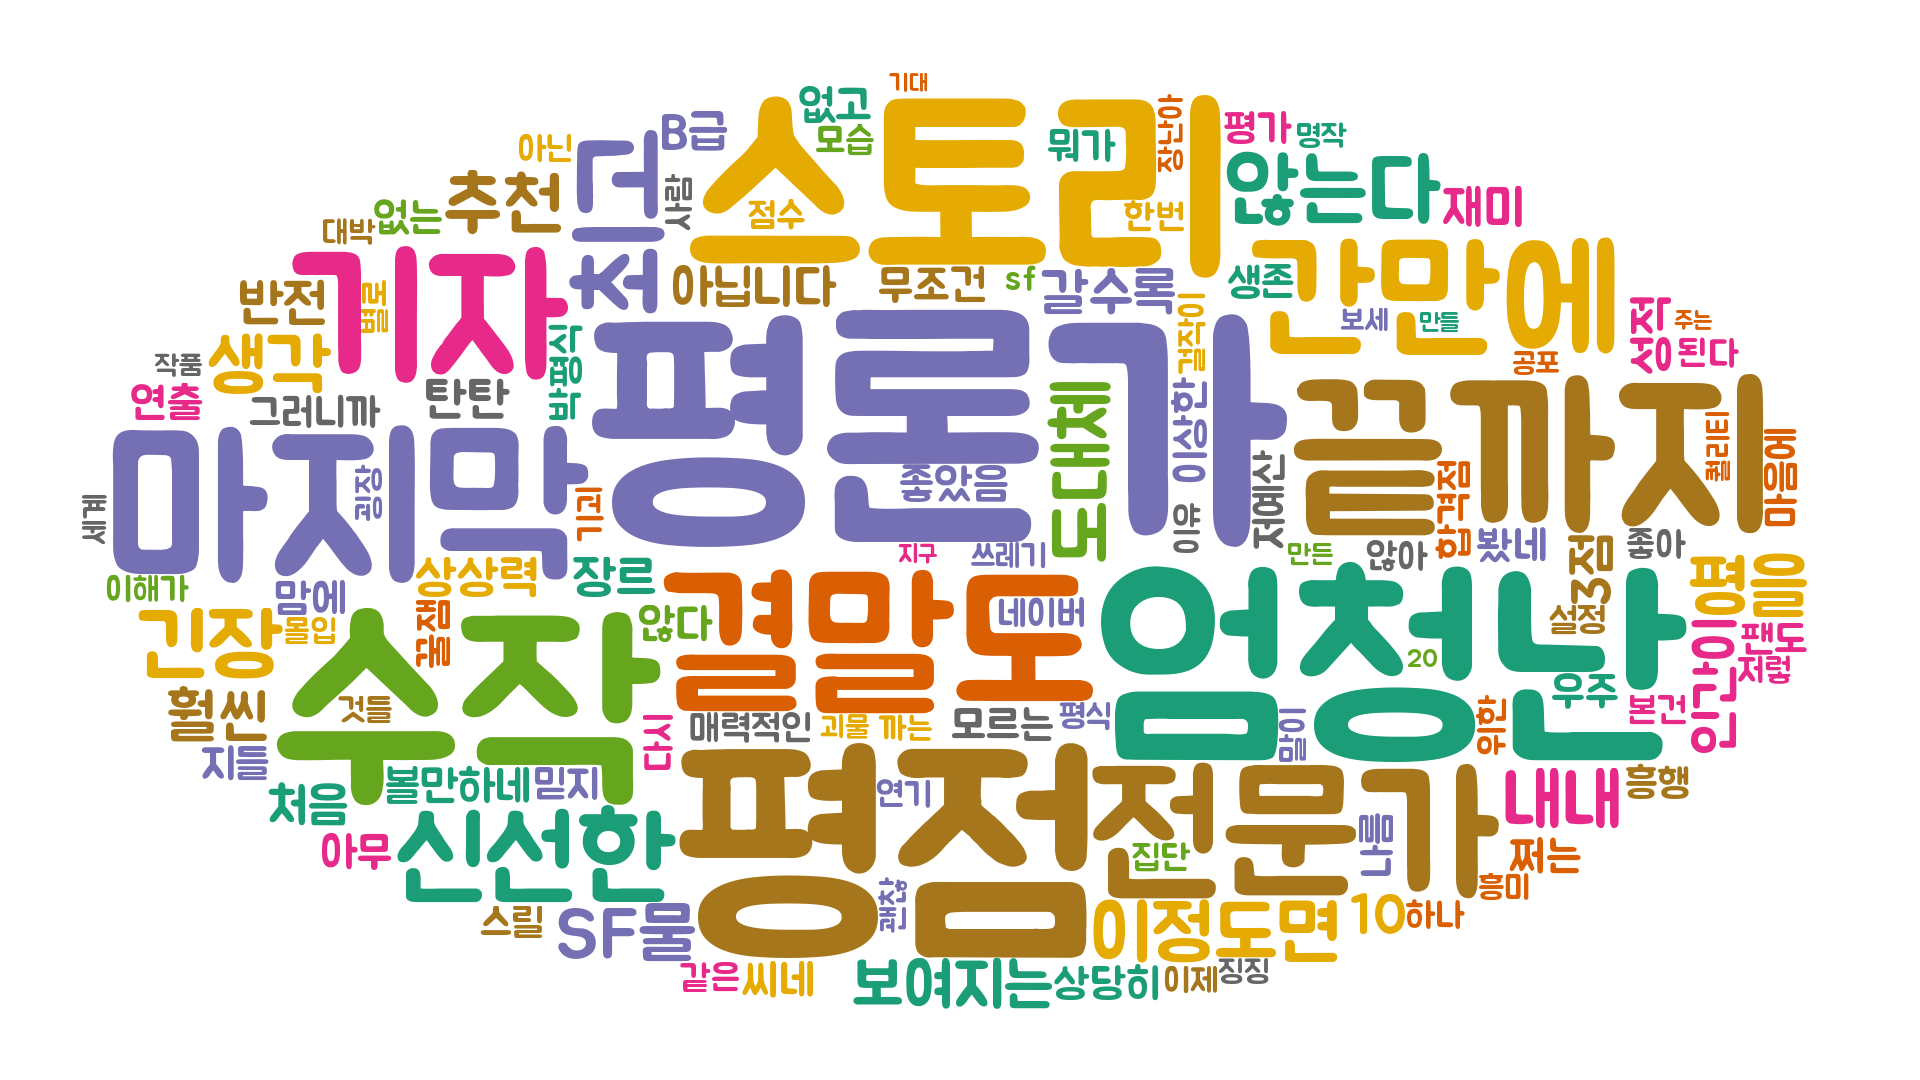 기대
없고
B급
모습
스토리
장난아
뭐가
평가
명작
아닌
최고
추천
사람
점수
한번
않는다
재미
없는
대박
기자
아닙니다
무조건
sf
갈수록
생존
간만에
반전
별로
박평식
평론가
걸작이
보세
만들
성적
주는
된다
생각
작품
연출
그러니까
탄탄
공포
도대체
이상한
끝까지
퀄리티
마음에
마지막
굉장
기괴
좋았음
저예산
합격점
이유
세계
지구
쓰레기
만든
않아
봤네
3점
좋아
이해가
맘에
상상력
장르
결말도
네이버
엄청난
설정
평을
긴장
몰입
수작
꿀잼
않다
20
인간이
팬도
저렇
훨씬
것들
다시
매력적인
괴물
까는
모르는
평식
많이
위한
우주
본건
지들
처음
볼만하네
믿지
평점
연기
전문가
나름
내내
흥행
아무
신선한
집단
쩌는
흥미
스릴
SF물
괜찮
이정도면
10
하나
같은
씨네
보여지는
상당히
이제
징징